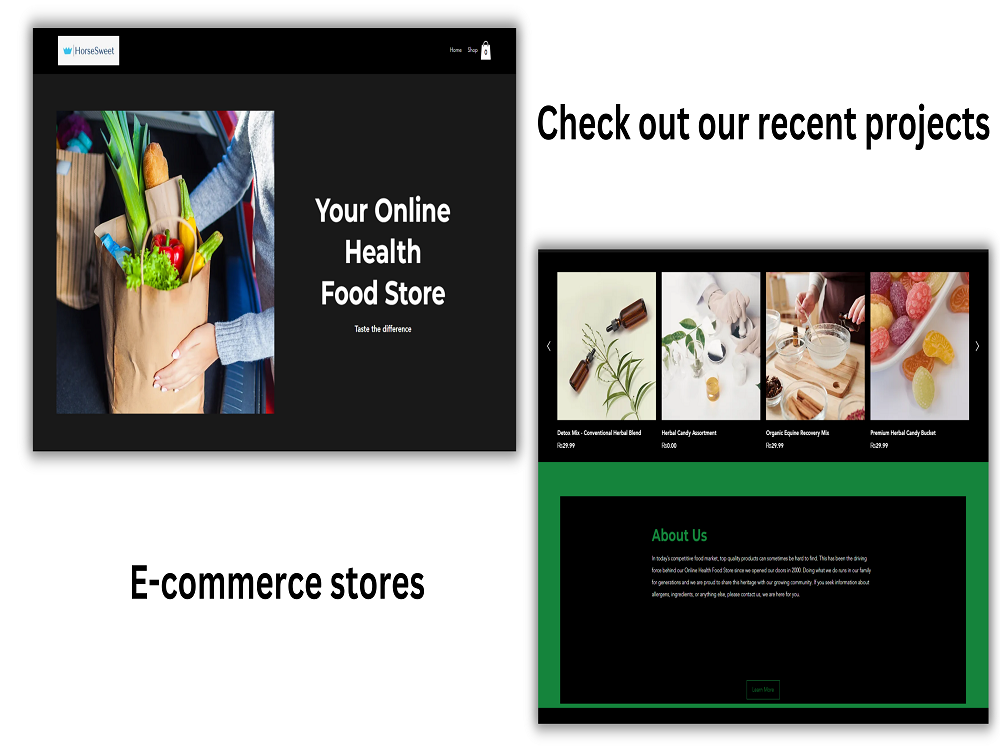 HorseSweet
Home Shop
0
Check out our recent projects
Your Online
Health
Food Store
Taste the difference
Detox Mix - Conventional Herbal Blend
₨29.99
Herbal Candy Assortment
₨0.00
Organic Equine Recovery Mix
₨29.99
Premium Herbal Candy Bucket
₨29.99
E-commerce stores
About Us
In today's competitive food market, top quality products can sometimes be hard to find. This has been the driving
force behind our Online Health Food Store since we opened our doors in 2000. Doing what we do runs in our family
for generations and we are proud to share this heritage with our growing community. If you seek information about
allergens, ingredients, or anything else, please contact us, we are here for you.
Learn More